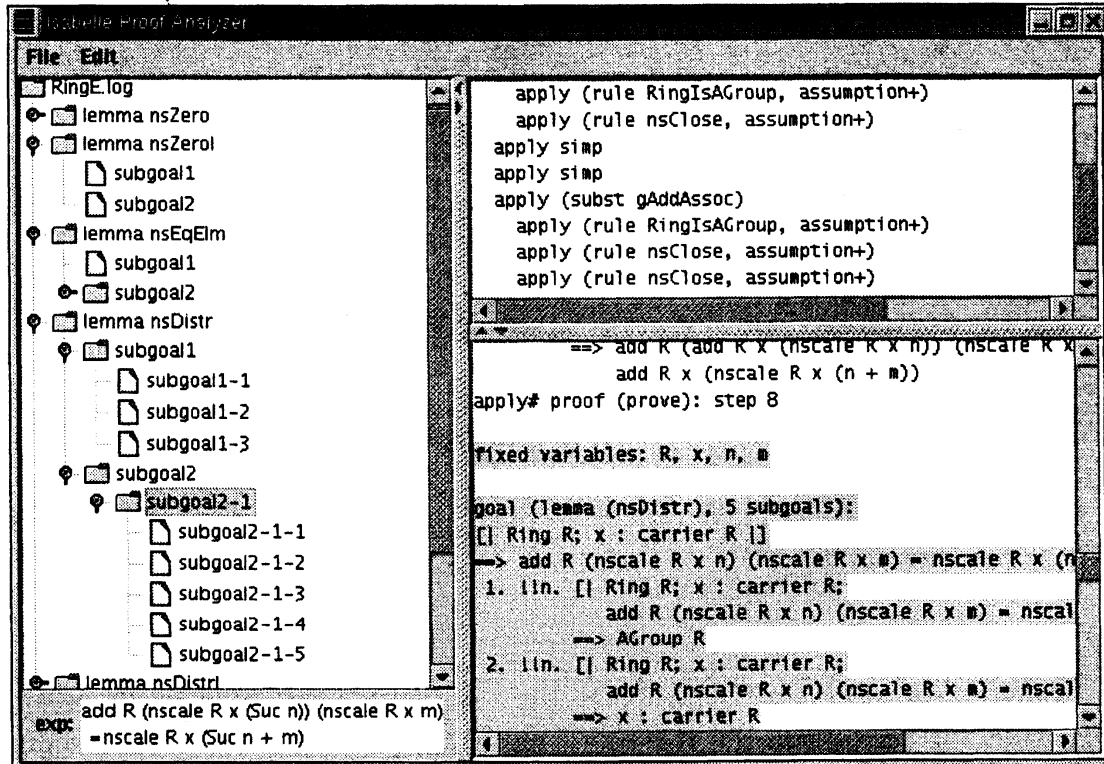 Isabelle Proof Analyzer
File Edit
RingE.log
lemma nsZero
lemma nsZerol
subgoal1
subgoal2
lemma nsEqElm
subgoal1
subgoal2
lemma nsDistr
subgoal1
subgoal1-1
subgoal1-2
subgoal1-3
subgoal2
subgoal2-1
subgoal2-1-1
subgoal2-1-2
subgoal2-1-3
subgoal2-1-4
subgoal2-1-5
lemma nsDistrl
exp: add R (nscale R x (Suc n)) (nscale R x m)
=nscale R x (Suc n + m)
apply (rule RingIsAGroup, assumption+)
apply (rule nsClose, assumption+)
apply simp
apply simp
apply (subst gAddAssoc)
apply (rule RingIsAGroup, assumption+)
apply (rule nsClose, assumption+)
apply (rule nsClose, assumption+)
==> add R (add R x (nscale R x n)) (nscale R x
add R x (nscale R x (n + m))
apply# proof (prove): step 8
fixed variables: R, x, n, m
goal (lemma (nsDistr), 5 subgoals):
[| Ring R; x : carrier R |]
==> add R (nscale R x n) (nscale R x m) = nscale R x (n
1. !!n. [| Ring R; x : carrier R;
add R (nscale R x n) (nscale R x m) = nscal
==> AGroup R
2. !!n. [| Ring R; x : carrier R;
add R (nscale R x n) (nscale R x m) = nscal
==> x : carrier R